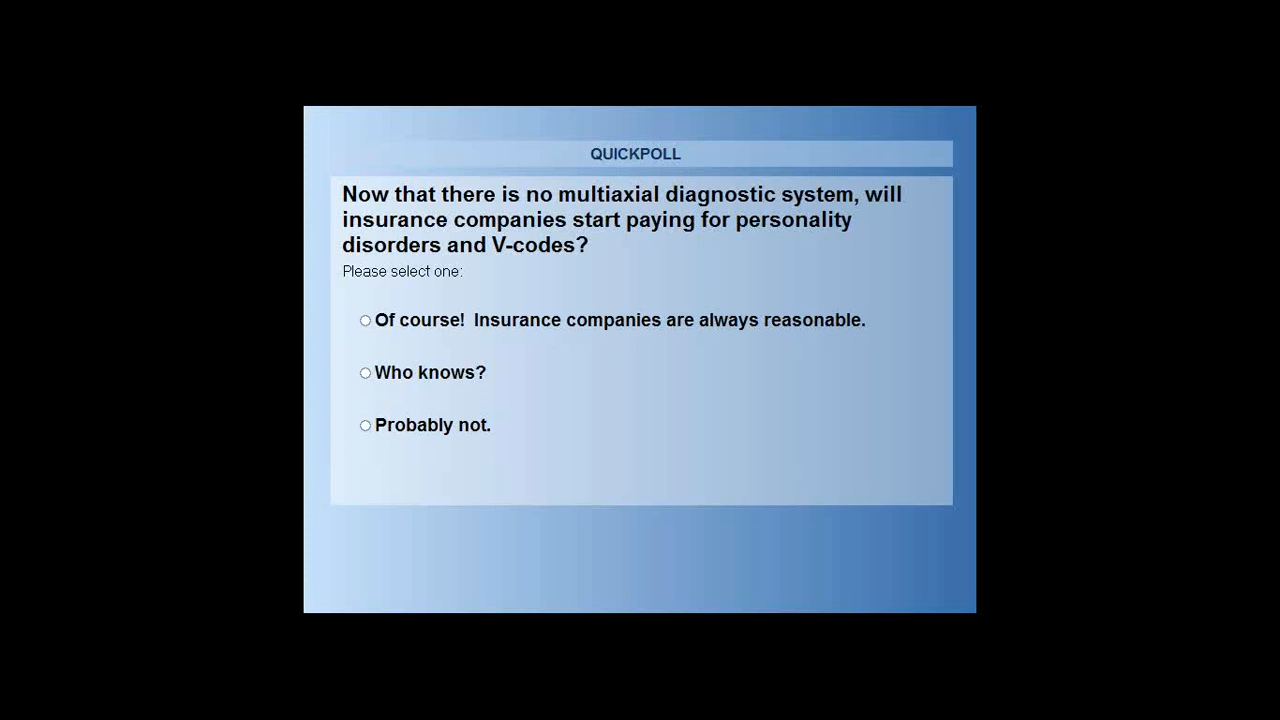 QUICKPOLL
Now that there is no multiaxial diagnostic system, will
insurance companies start paying for personality
disorders and V-codes?
Please select one:
Of course!  Insurance companies are always reasonable.
Who knows?
Probably not.